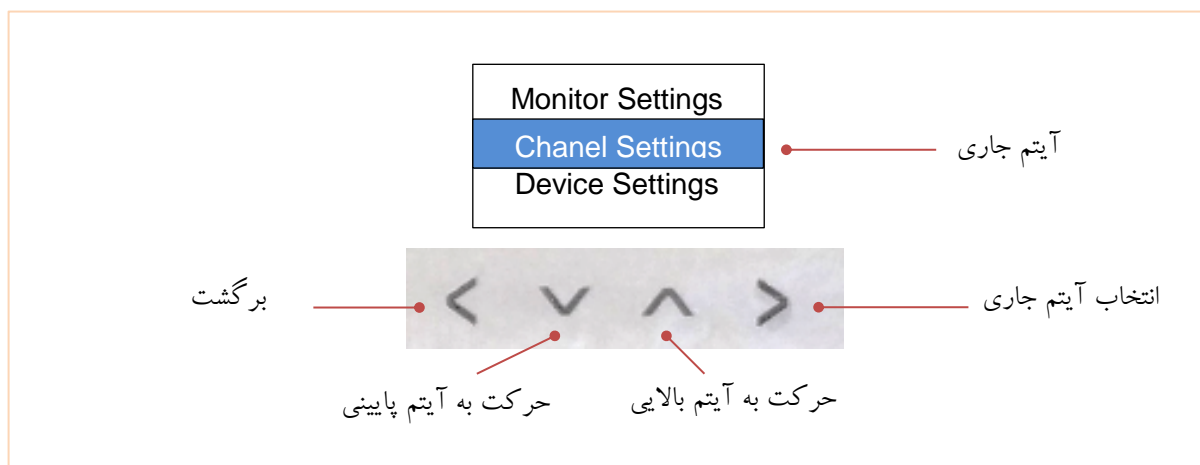 Monitor Settings
Chanel Settings
آیتم جاری
Device Settings
انتخاب آیتم جاری
برگشت
حرکت به آیتم بالایی
حرکت به آیتم پایینی